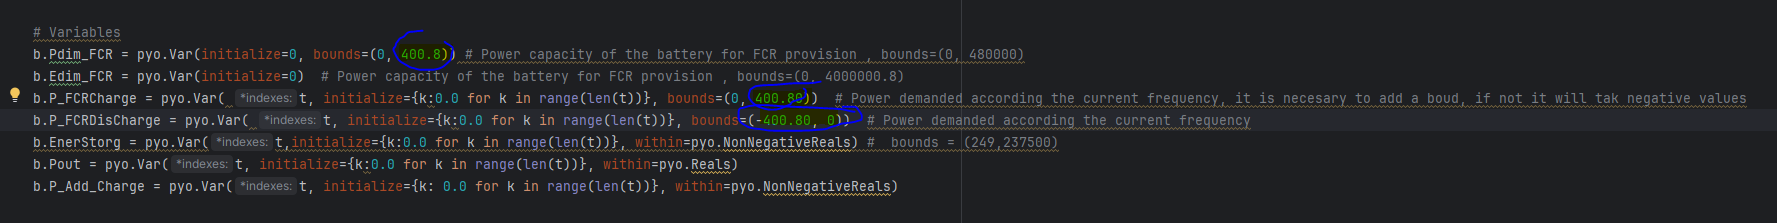 # Variables
b.Pdim_FCR = pyo.Var(initialize=0, bounds=(0, 400.8)) # Power capacity of the battery for FCR provision , bounds=(0, 480000)
b.Edim_FCR = pyo.Var(initialize=0)  # Power capacity of the battery for FCR provision , bounds=(0, 4000000.8)
b.P_FCRCharge = pyo.Var( *indexes: t, initialize={k:0.0 for k in range(len(t))}, bounds=(0, 400.80))  # Power demanded according the current frequency, it is necesary to add a boud, if not it will tak negative values
b.P_FCRDisCharge = pyo.Var( *indexes: t, initialize={k:0.0 for k in range(len(t))}, bounds=(-400.80, 0))  # Power demanded according the current frequency
b.EnerStorg = pyo.Var( *indexes: t,initialize={k:0.0 for k in range(len(t))}, within=pyo.NonNegativeReals) #  bounds = (249,237500)
b.Pout = pyo.Var( *indexes: t, initialize={k:0.0 for k in range(len(t))}, within=pyo.Reals)
b.P_Add_Charge = pyo.Var( *indexes: t, initialize={k: 0.0 for k in range(len(t))}, within=pyo.NonNegativeReals)